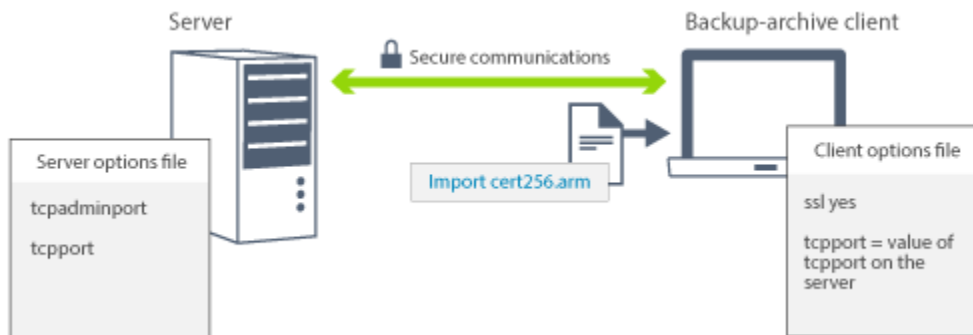 Server
Backup-archive client
Secure communications
Server options file
tcpadminport
tcpport
Import cert256.arm
Client options file
ssl yes
tcpport = value of
tcpport on the
server